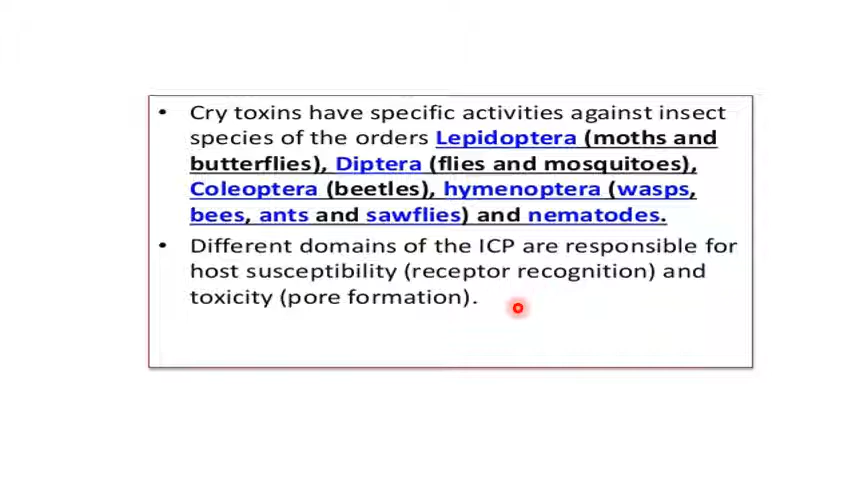 • Cry toxins have specific activities against insect
species of the orders Lepidoptera (moths and
butterflies), Diptera (flies and mosquitoes),
Coleoptera (beetles), hymenoptera (wasps,
bees, ants and sawflies) and nematodes.
• Different domains of the ICP are responsible for
host susceptibility (receptor recognition) and
toxicity (pore formation).